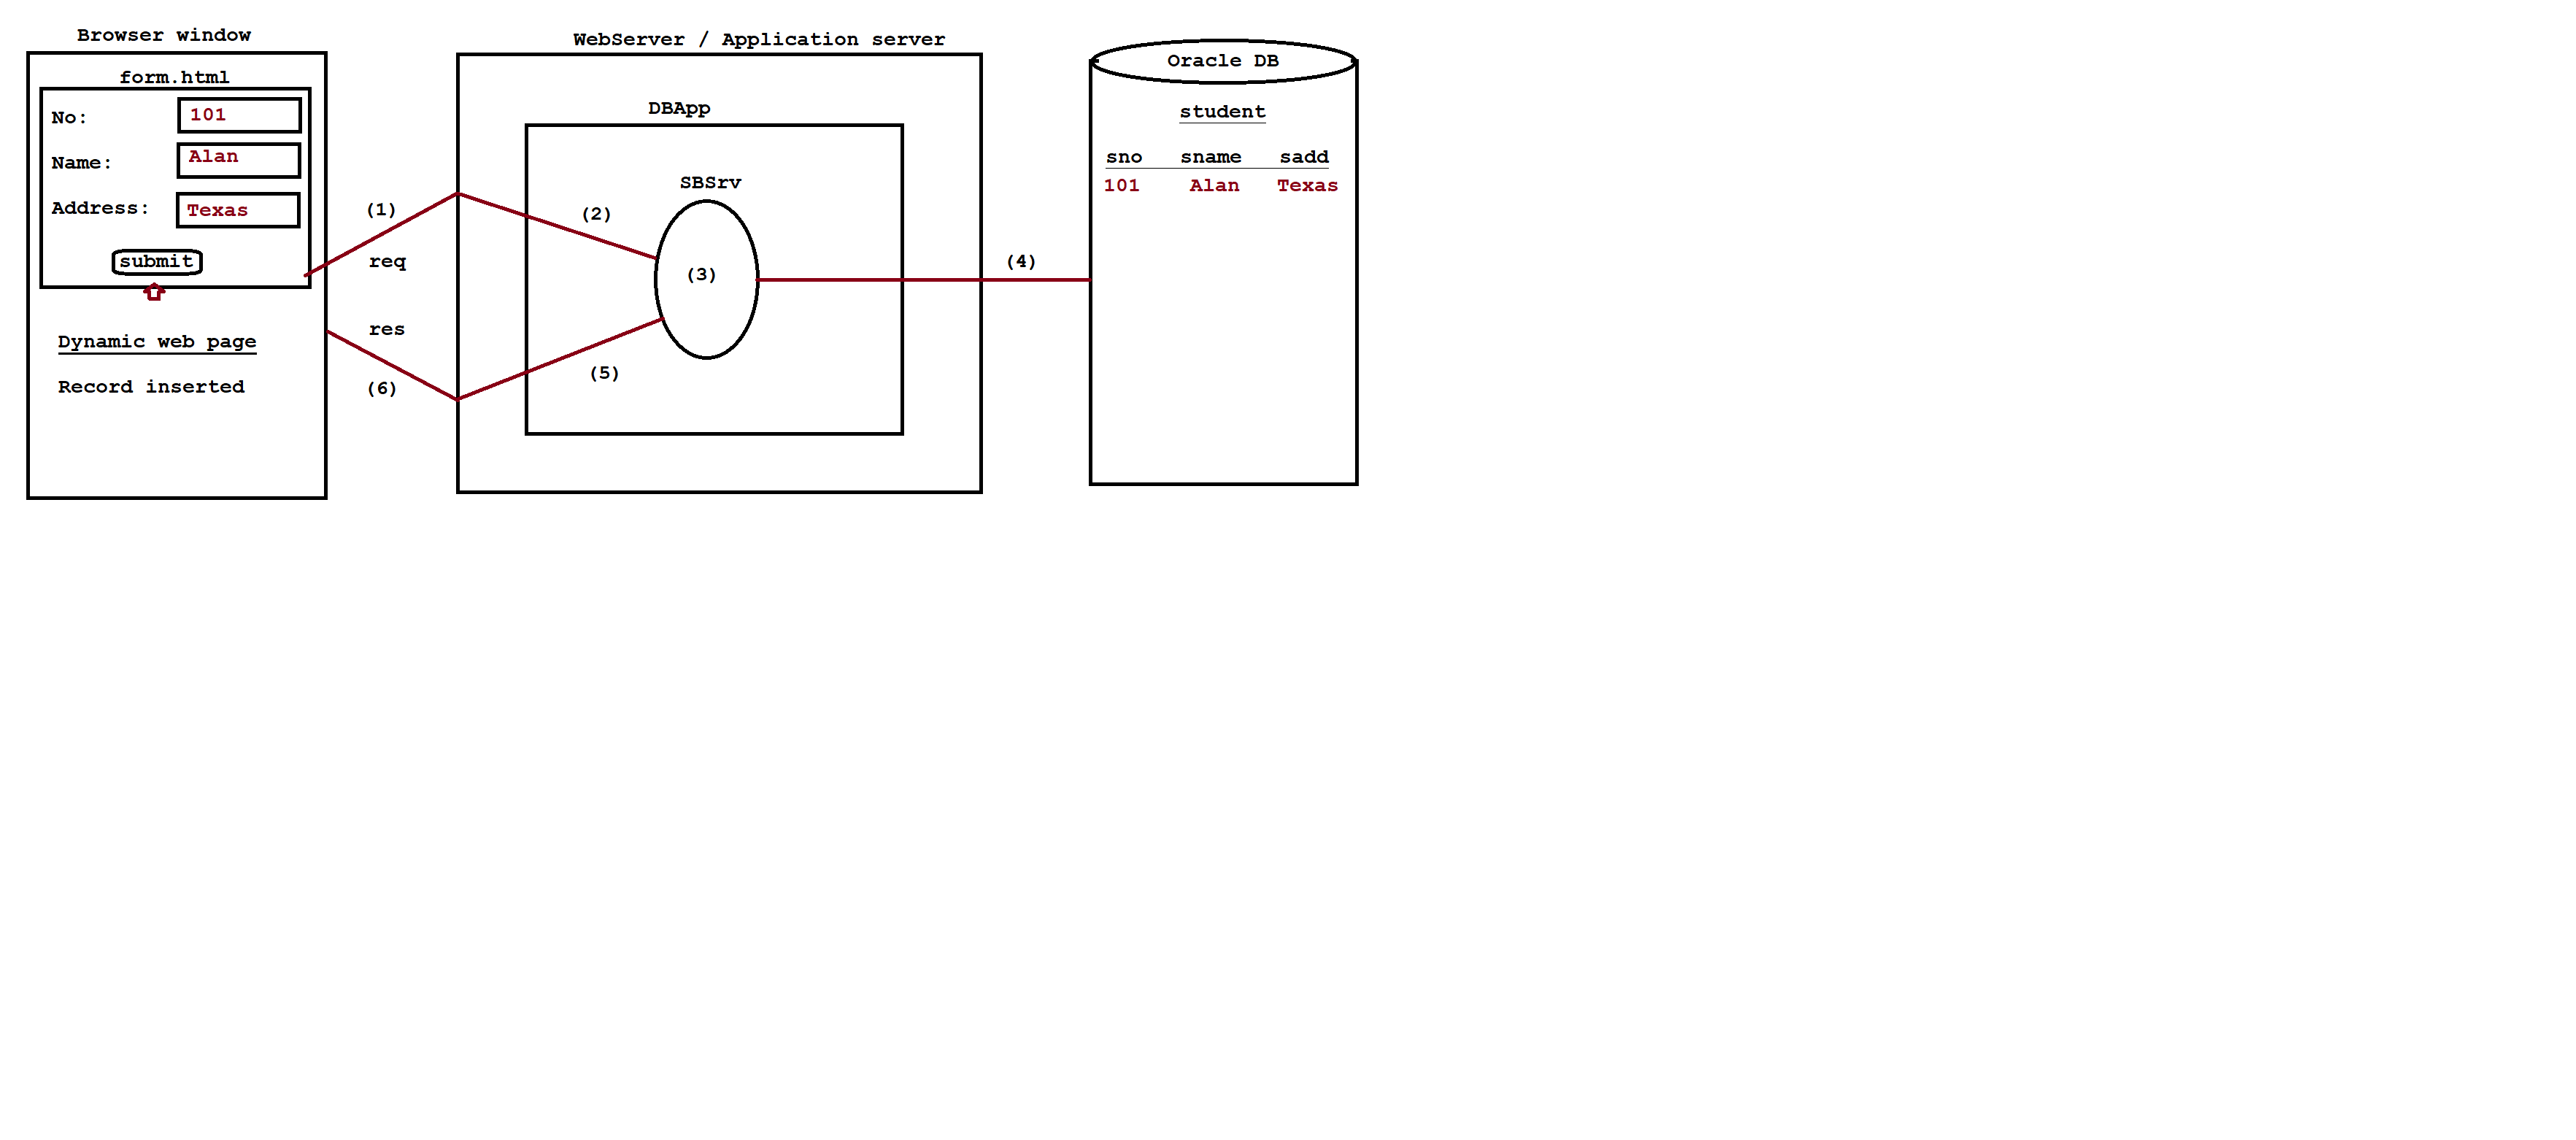 Browser window
form.html
No: 101
Name: Alan
Address: Texas
submit
Dynamic web page
Record inserted
(1)
req
res
(6)
WebServer / Application server
DBApp
SBSrv
(2)
(3)
(5)
(4)
Oracle DB
student
sno sname sadd
101 Alan Texas